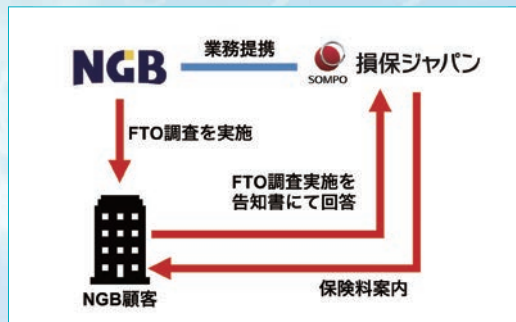 NGB
業務提携
SOMPO
損保ジャパン
FTO調査を実施
FTO調査実施を
告知書にて回答
NGB顧客
保険料案内